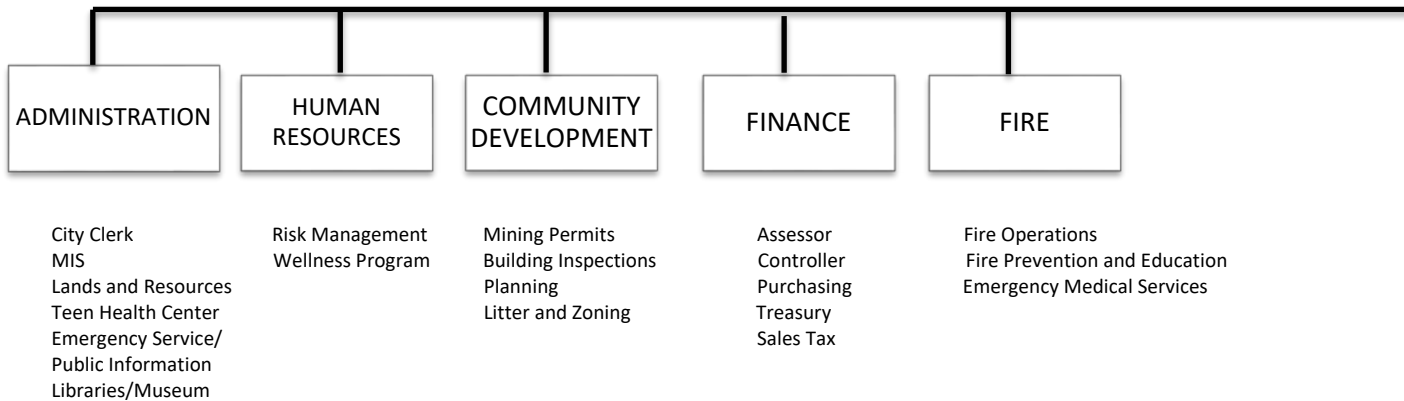 ADMINISTRATION
HUMAN
RESOURCES
COMMUNITY
DEVELOPMENT
FINANCE
FIRE
City Clerk
MIS
Lands and Resources
Teen Health Center
Emergency Service/
Public Information
Libraries/Museum
Risk Management
Wellness Program
Mining Permits
Building Inspections
Planning
Litter and Zoning
Assessor
Controller
Purchasing
Treasury
Sales Tax
Fire Operations
Fire Prevention and Education
Emergency Medical Services